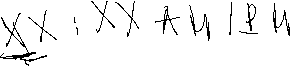 XX : XX AM | PM